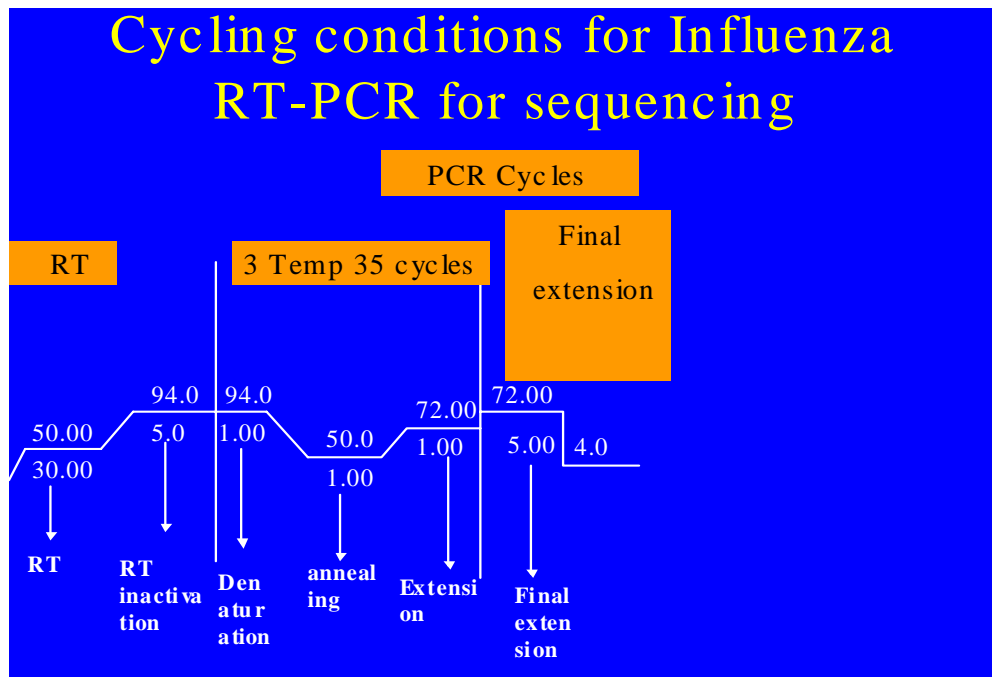 Cycling conditions for Influenza
RT-PCR for sequencing
PCR Cycles
Final
extension
RT
3 Temp 35 cycles
94.0
94.0
72.00
72.00
50.00
5.0
1.00
50.0
1.00
5.00
4.0
30.00
1.00
RT
RT
inactiva
tion
Den
atur
ation
anneal
ing
Extensi
on
Final
exten
sion